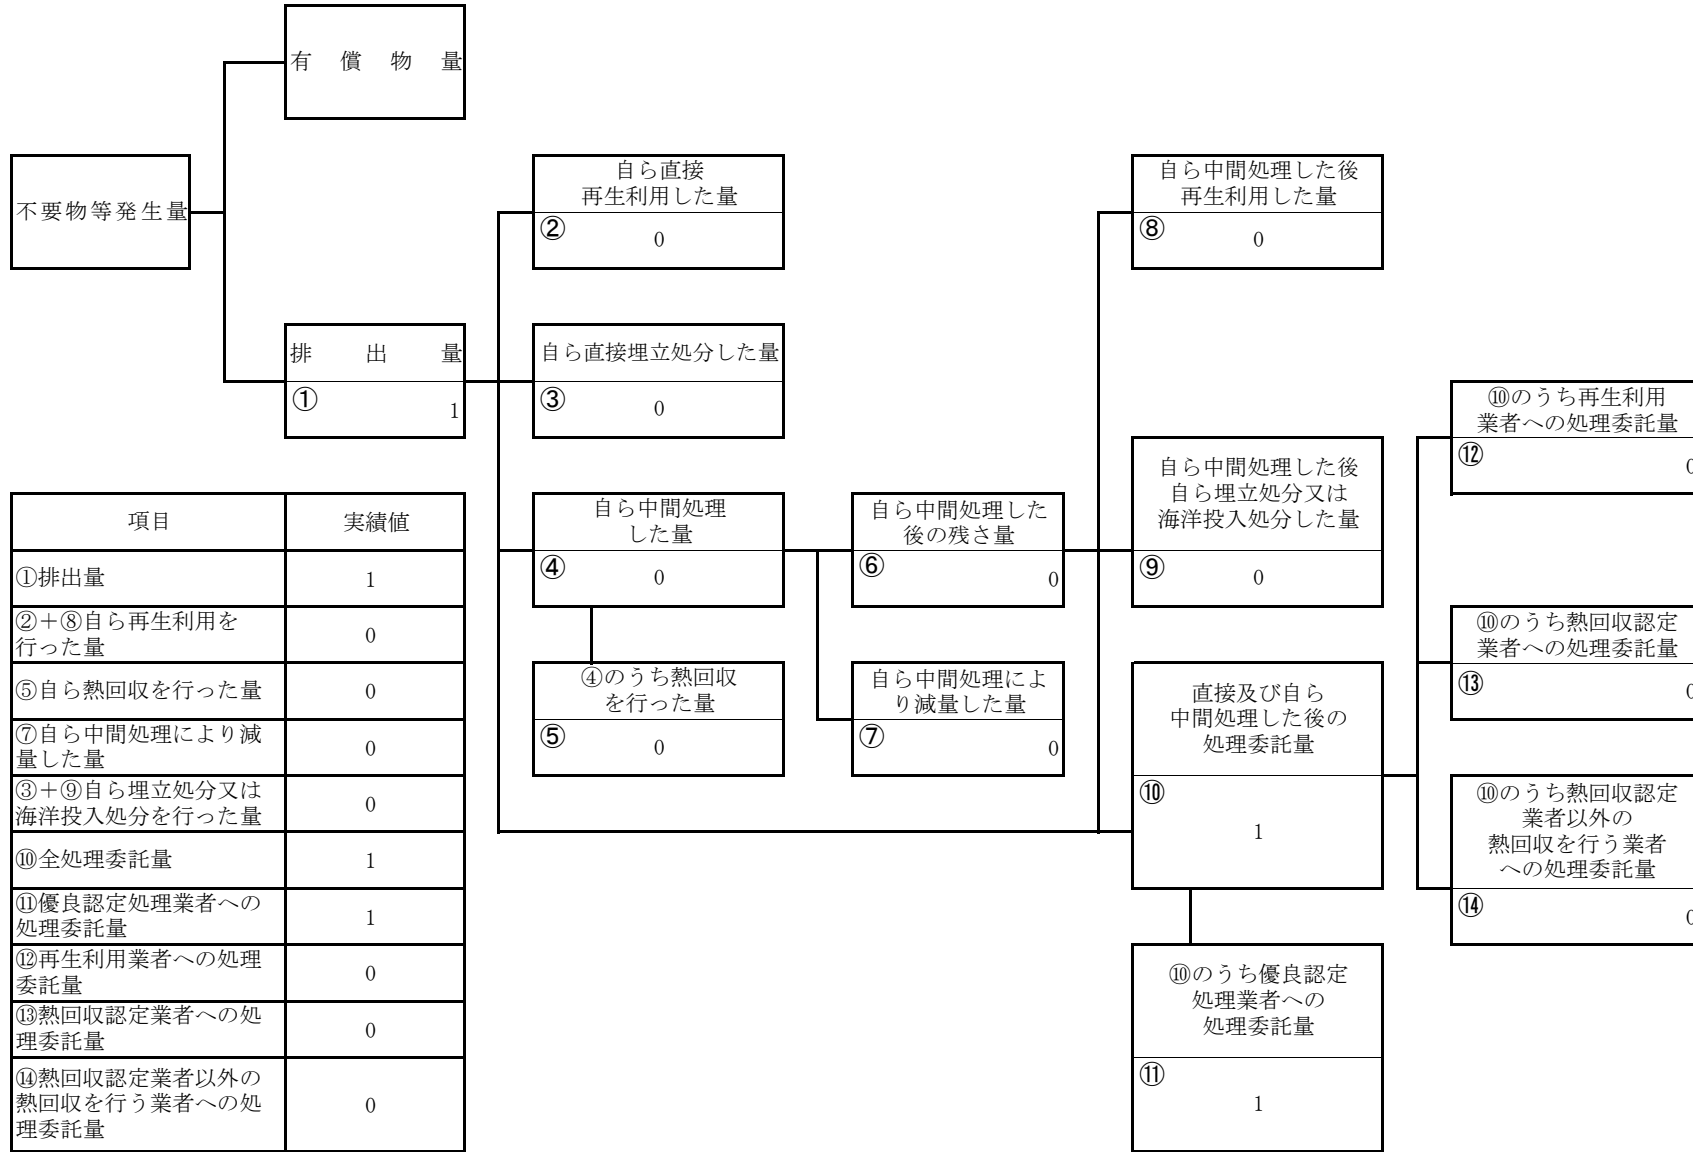 有償物量
不要物等発生量
自ら直接
再生利用した量
②
0
自ら中間処理した後
再生利用した量
⑧
0
排出量
①
1
自ら直接埋立処分した量
③
0
⑩のうち再生利用
業者への処理委託量
⑫
0
自ら中間処理した後
自ら埋立処分又は
海洋投入処分した量
⑨
0
自ら中間処理
した量
④
0
自ら中間処理した
後の残さ量
⑥
0
⑩のうち熱回収認定
業者への処理委託量
⑬
0
④のうち熱回収
を行った量
⑤
0
自ら中間処理によ
り減量した量
⑦
0
直接及び自ら
中間処理した後の
処理委託量
⑩
1
⑩のうち熱回収認定
業者以外の
熱回収を行う業者
への処理委託量
⑭
0
⑩のうち優良認定
処理業者への
処理委託量
⑪
1
項目 実績値
①排出量 1
②＋⑧自ら再生利用を
行った量 0
⑤自ら熱回収を行った量 0
⑦自ら中間処理により減
量した量 0
③＋⑨自ら埋立処分又は
海洋投入処分を行った量 0
⑩全処理委託量 1
⑪優良認定処理業者への
処理委託量 1
⑫再生利用業者への処理
委託量 0
⑬熱回収認定業者への処
理委託量 0
⑭熱回収認定業者以外の
熱回収を行う業者への処
理委託量 0